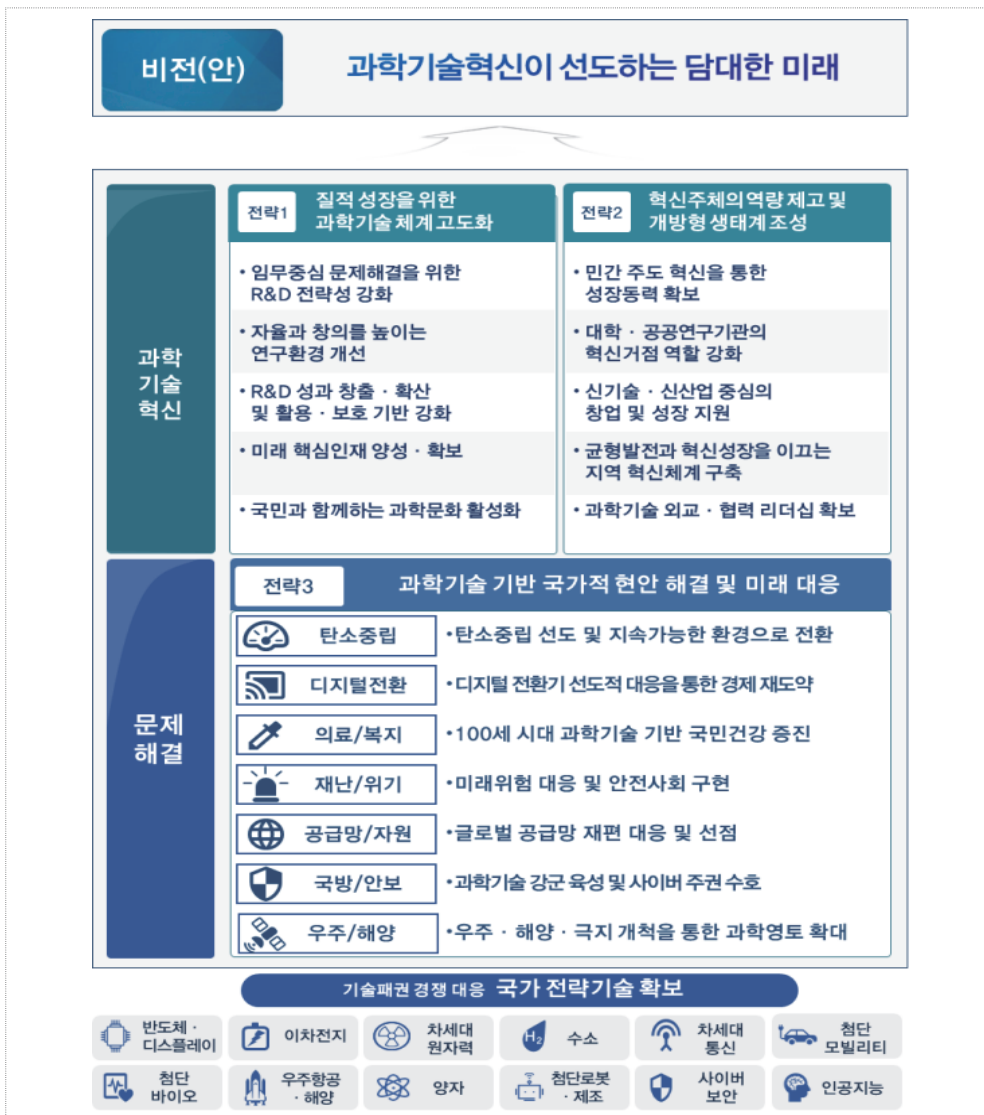 비전(안)
과학기술혁신이 선도하는 담대한 미래
과학
기술
혁신
전략1
질적 성장을 위한
과학기술 체계 고도화
• 임무중심 문제해결을 위한
R&D 전략성 강화
• 자율과 창의를 높이는
연구환경 개선
• R&D 성과 창출 · 확산
및 활용 · 보호 기반 강화
• 미래 핵심인재 양성 · 확보
• 국민과 함께하는 과학문화 활성화
전략2
혁신주체의 역량 제고 및
개방형 생태계 조성
• 민간 주도 혁신을 통한
성장동력 확보
• 대학 · 공공연구기관의
혁신거점 역할 강화
• 신기술 · 신산업 중심의
창업 및 성장 지원
• 균형발전과 혁신성장을 이끄는
지역 혁신체계 구축
• 과학기술 외교 · 협력 리더십 확보
문제
해결
전략3
과학기술 기반 국가적 현안 해결 및 미래 대응
탄소중립
•탄소중립 선도 및 지속가능한 환경으로 전환
디지털전환
•디지털 전환기 선도적 대응을 통한 경제 재도약
의료/복지
•100세 시대 과학기술 기반 국민건강 증진
재난/위기
•미래위험 대응 및 안전사회 구현
공급망/자원
•글로벌 공급망 재편 대응 및 선점
국방/안보
•과학기술 강군 육성 및 사이버 주권 수호
우주/해양
•우주 · 해양 · 극지 개척을 통한 과학영토 확대
기술패권 경쟁 대응 국가 전략기술 확보
반도체 ·
디스플레이
이차전지
차세대
원자력
H2
수소
차세대
통신
첨단
모빌리티
첨단
바이오
우주항공
· 해양
양자
첨단로봇
· 제조
사이버
보안
인공지능